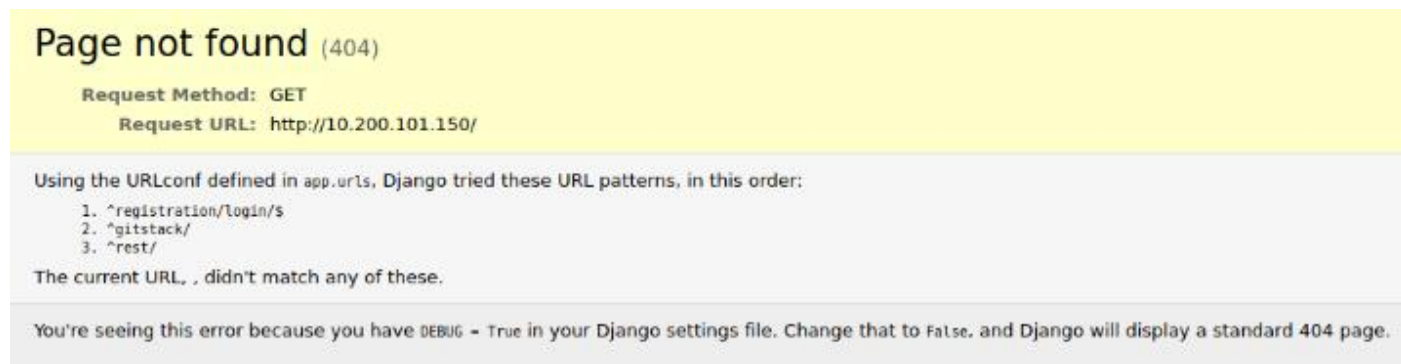 Page not found (404)
Request Method: GET
Request URL: http://10.200.101.150/
Using the URLconf defined in app.urls, Django tried these URL patterns, in this order:
1. ^registration/login/$
2. ^gitstack/
3. ^rest/
The current URL, , didn't match any of these.
You're seeing this error because you have DEBUG = True in your Django settings file. Change that to False, and Django will display a standard 404 page.